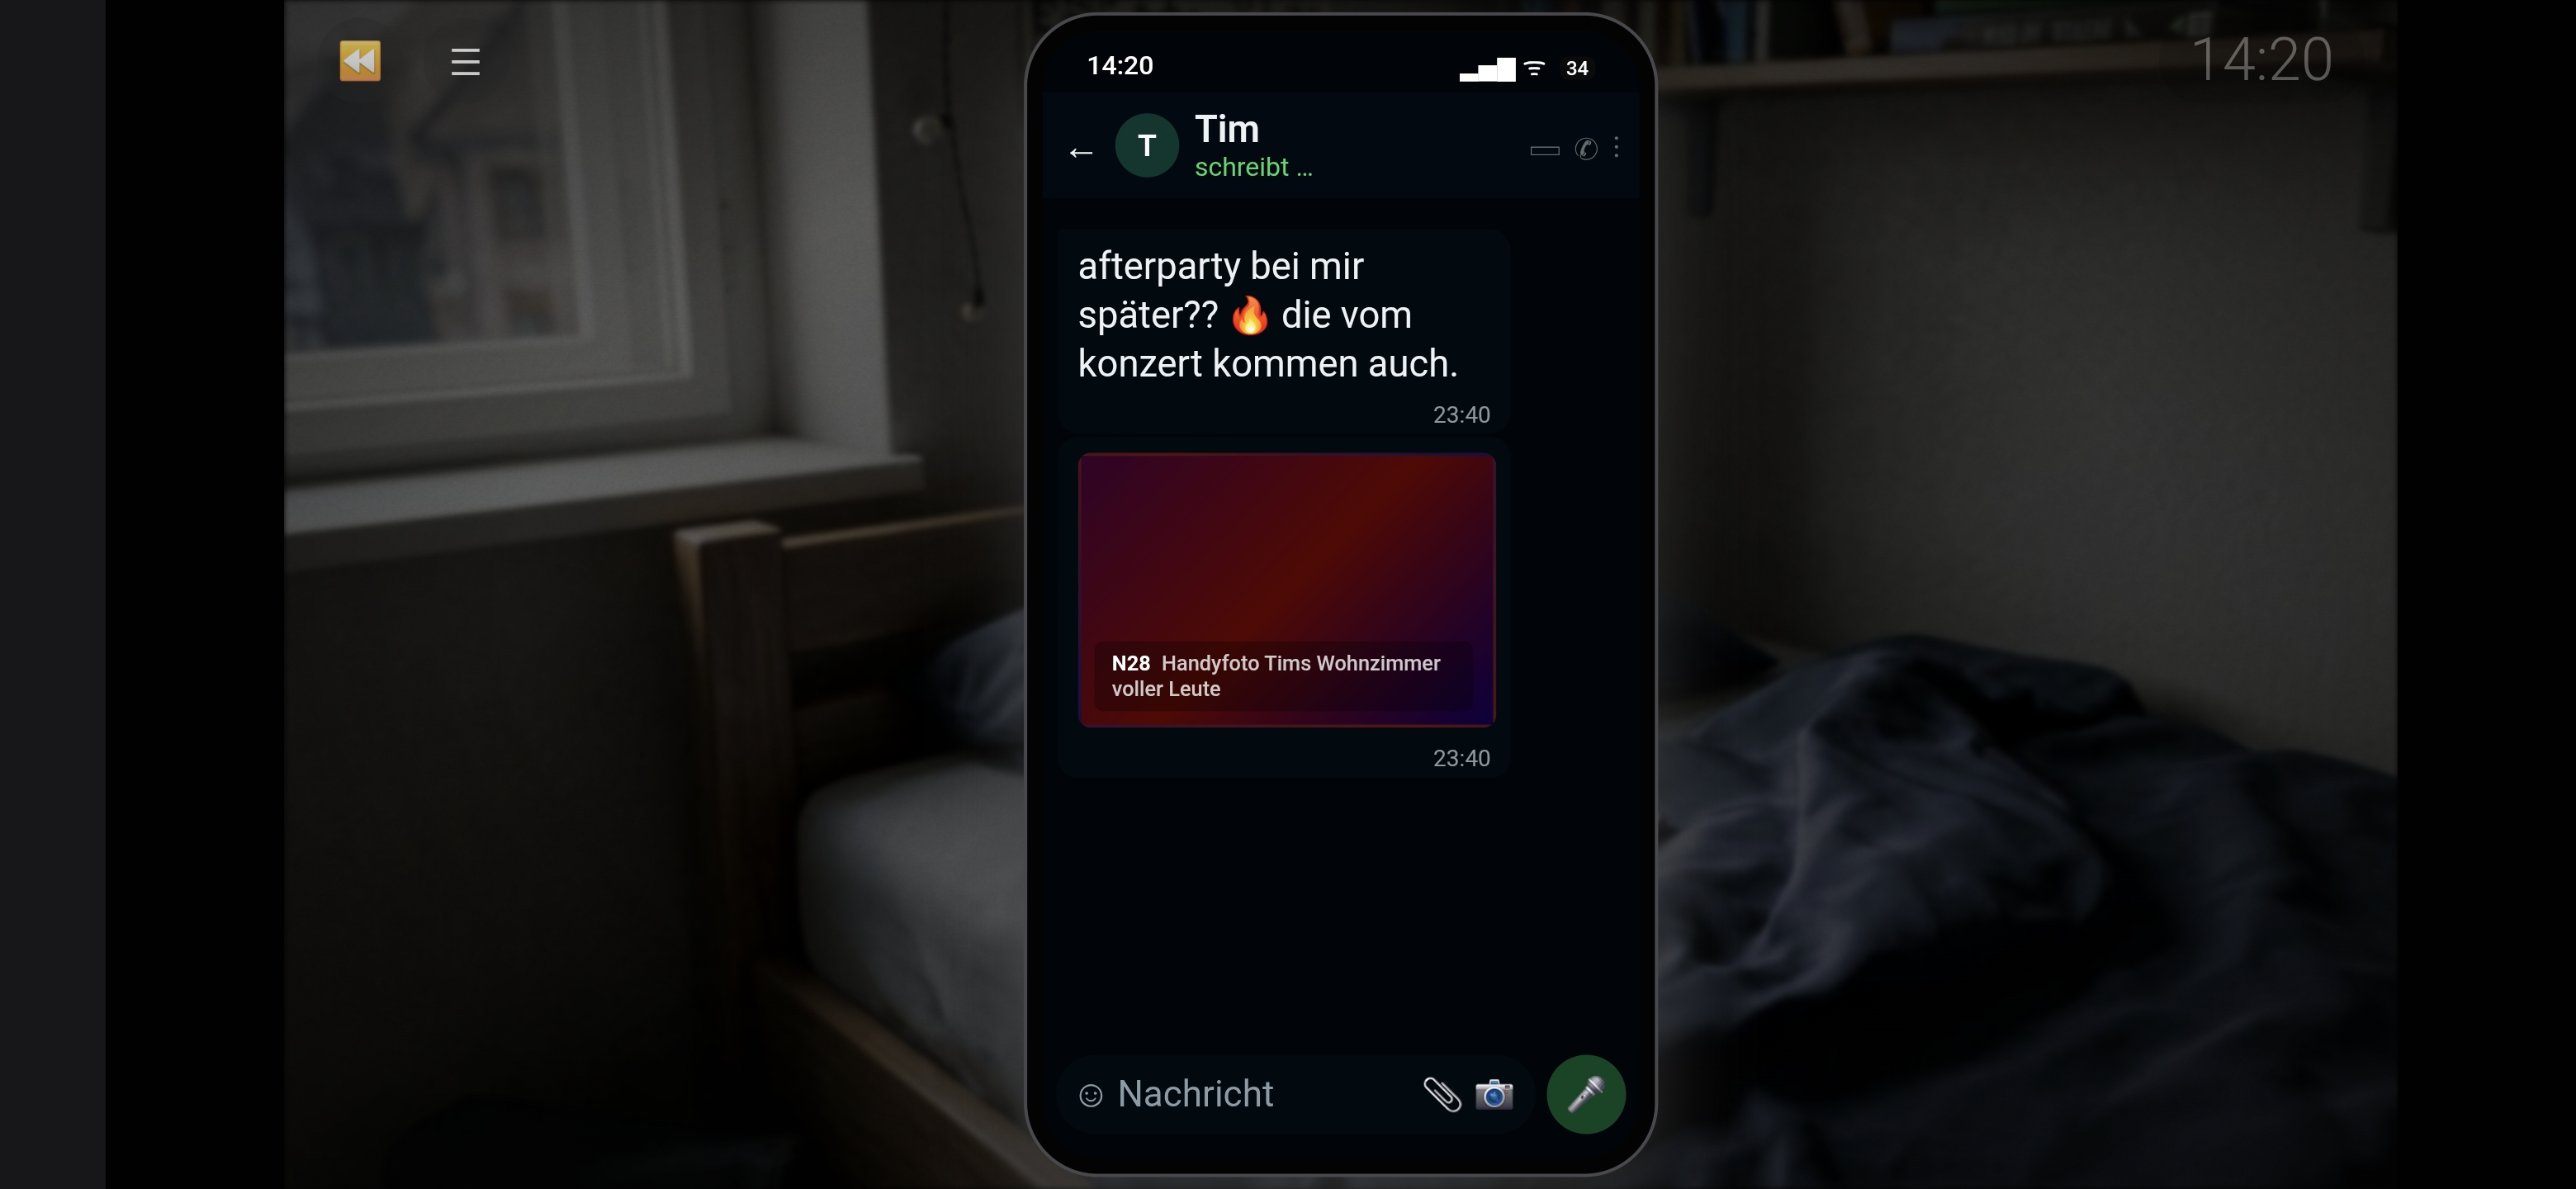 14:20
14:20
34
T
Tim
schreibt ...
afterparty bei mir
später?? 🔥 die vom
konzert kommen auch.
23:40
N28 Handyfoto Tims Wohnzimmer
voller Leute
23:40
Nachricht